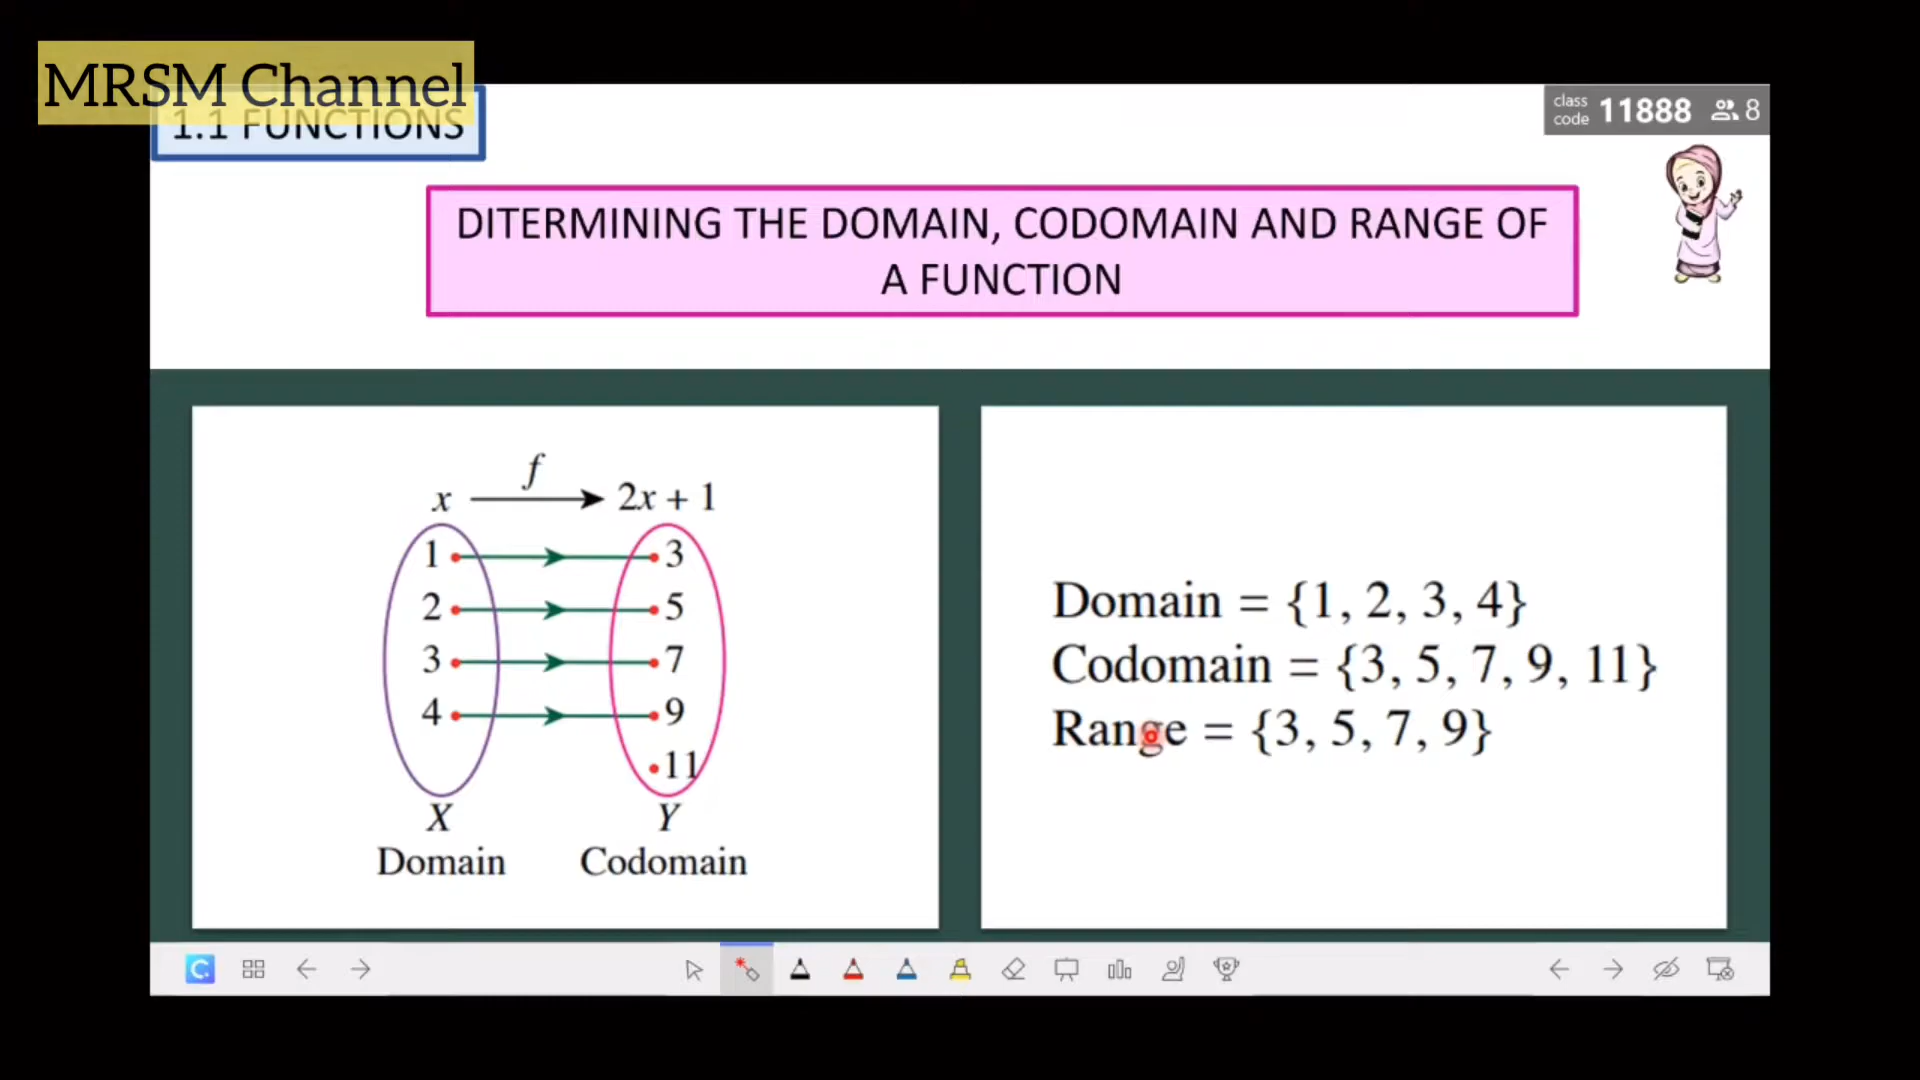 MRSM Channel
1.1 FUNCTIONS
class code 11888 8
DITERMINING THE DOMAIN, CODOMAIN AND RANGE OF
A FUNCTION
f
x 2x + 1
1 3
2 5
3 7
4 9
11
X Y
Domain Codomain
Domain = {1, 2, 3, 4}
Codomain = {3, 5, 7, 9, 11}
Range = {3, 5, 7, 9}